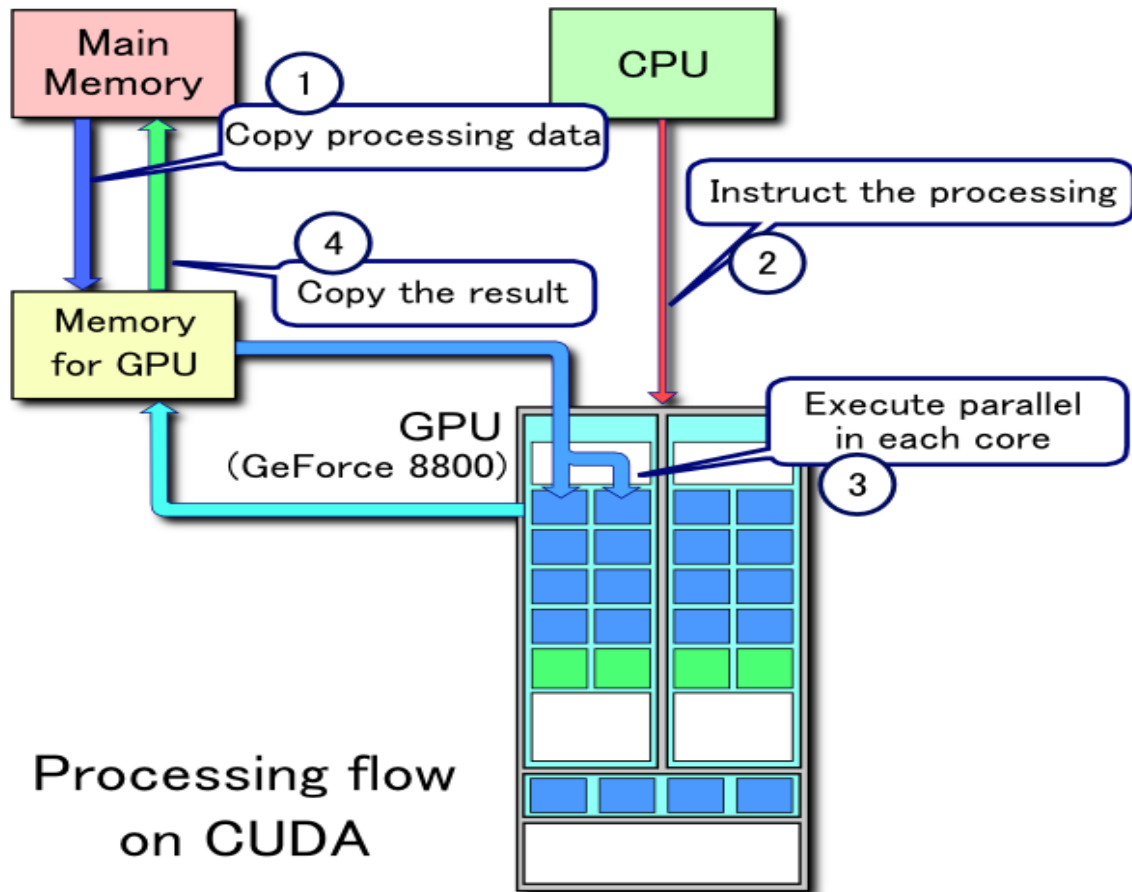 Main
Memory
CPU
1
Copy processing data
Instruct the processing
2
4
Copy the result
Memory
for GPU
GPU
(GeForce 8800)
Execute parallel
in each core
3
Processing flow
on CUDA